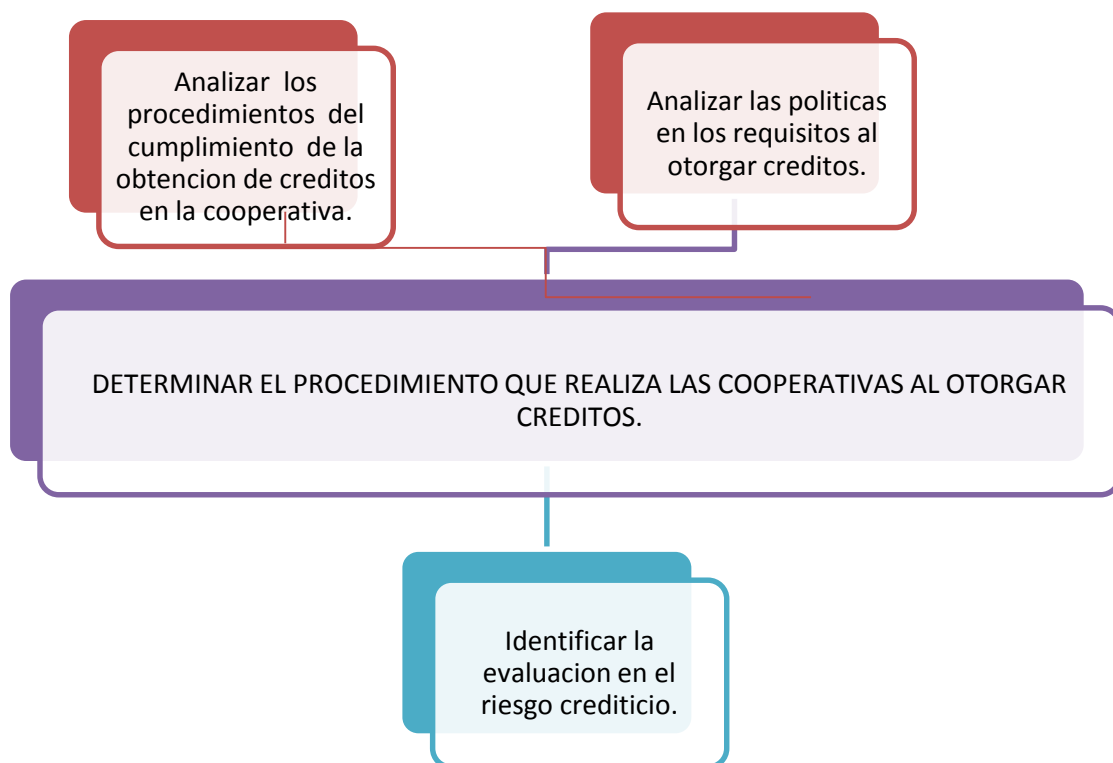 Analizar los
procedimientos del
cumplimiento de la
obtencion de creditos
en la cooperativa.
Analizar las politicas
en los requisitos al
otorgar creditos.
DETERMINAR EL PROCEDIMIENTO QUE REALIZA LAS COOPERATIVAS AL OTORGAR
CREDITOS.
Identificar la
evaluacion en el
riesgo crediticio.